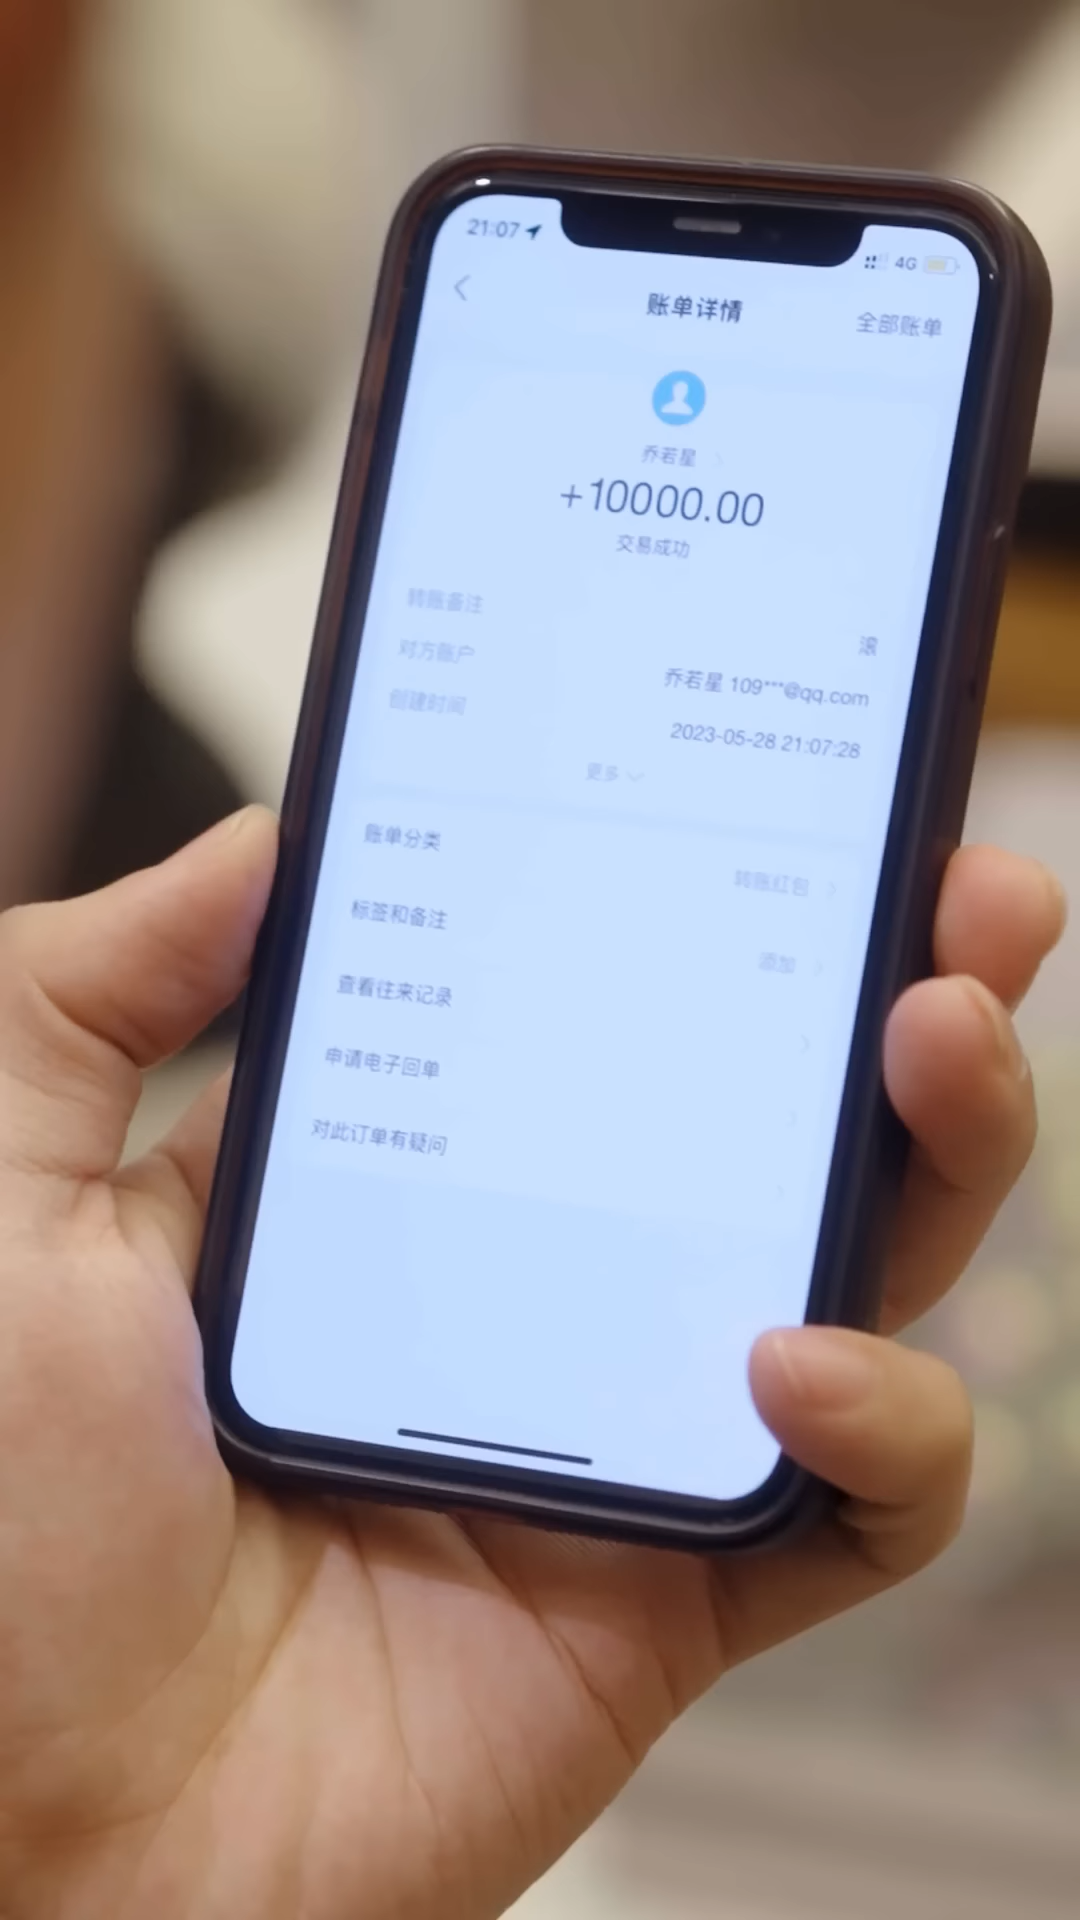 21:07
4G
账单详情
全部账单
乔若星
+10000.00
交易成功
转账备注
滚
对方账户
乔若星 109***@qq.com
创建时间
2023-05-28 21:07:28
更多
账单分类
转账红包
标签和备注
添加
查看往来记录
申请电子回单
对此订单有疑问